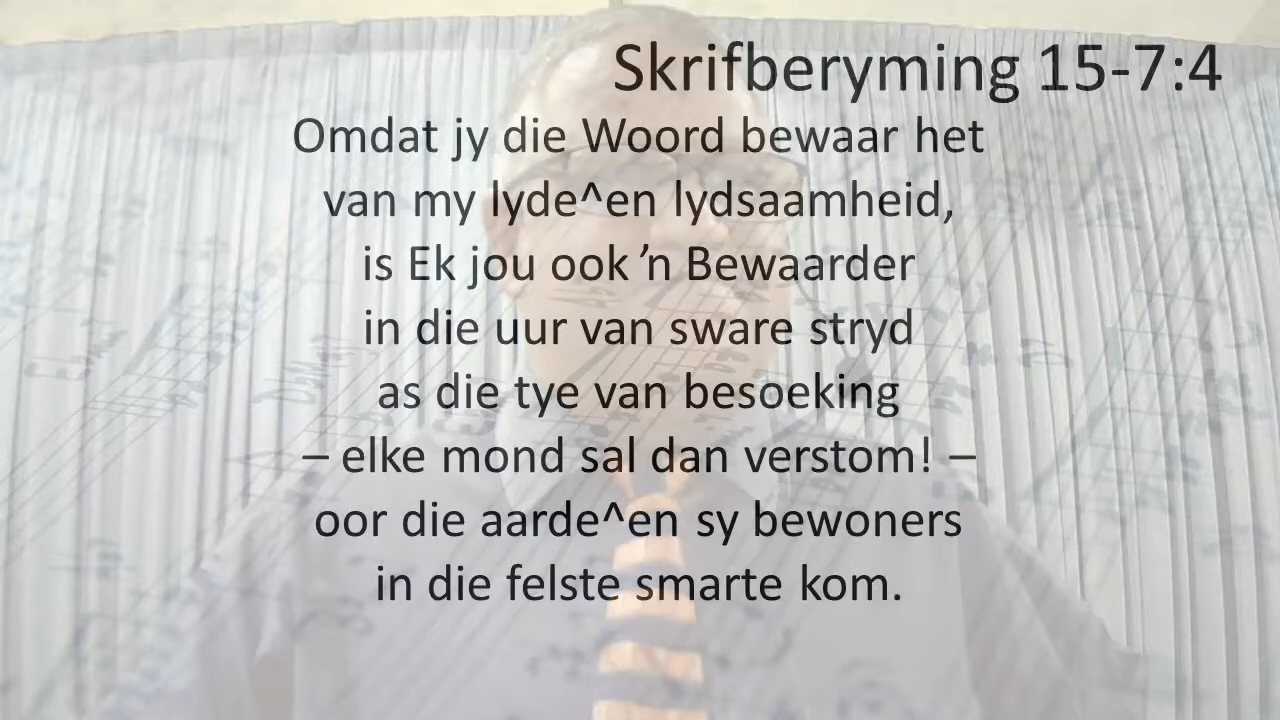 Skrifberyming 15-7:4
Omdat jy die Woord bewaar het
van my lyde^en lydsaamheid,
is Ek jou ook ’n Bewaarder
in die uur van sware stryd
as die tye van besoeking
– elke mond sal dan verstom! –
oor die aarde^en sy bewoners
in die felste smarte kom.